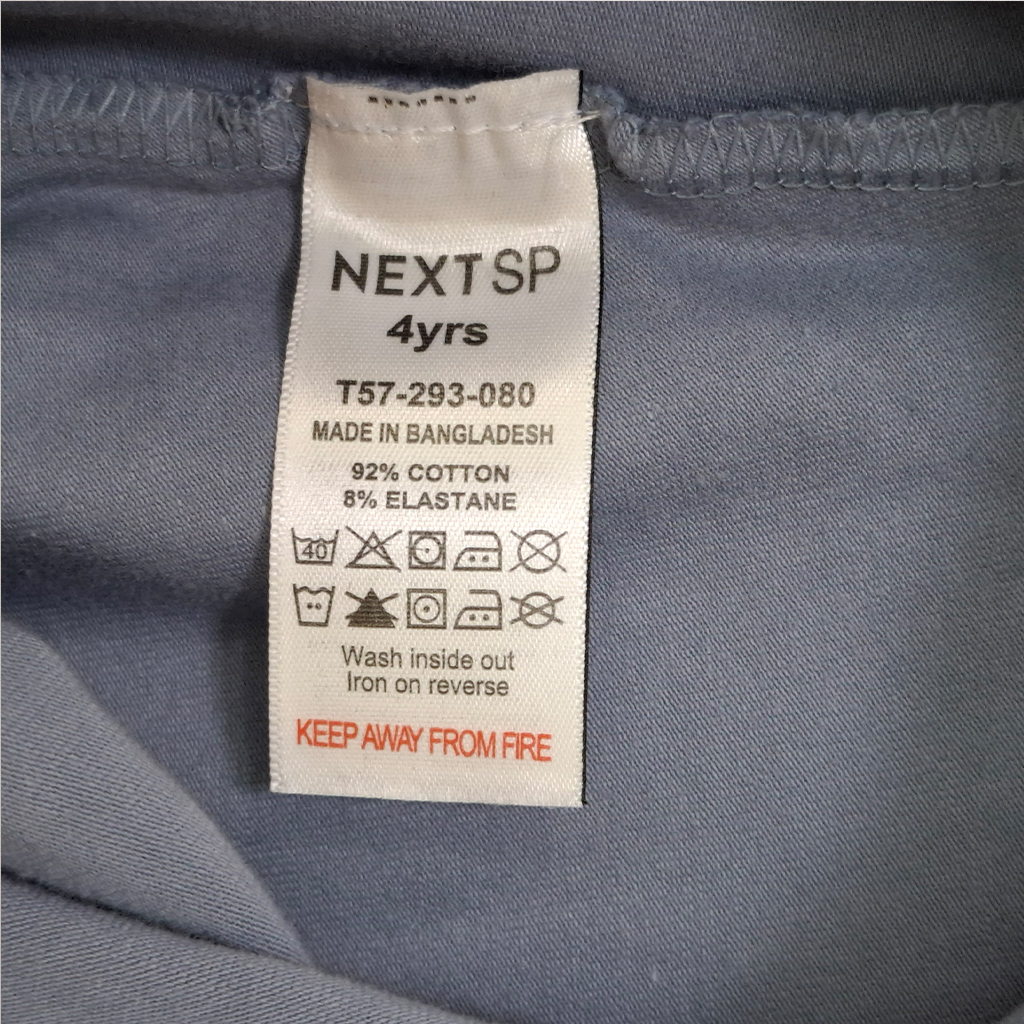 NEXT SP
4yrs
T57-293-080
MADE IN BANGLADESH
92% COTTON
8% ELASTANE
40
Wash inside out
Iron on reverse
KEEP AWAY FROM FIRE